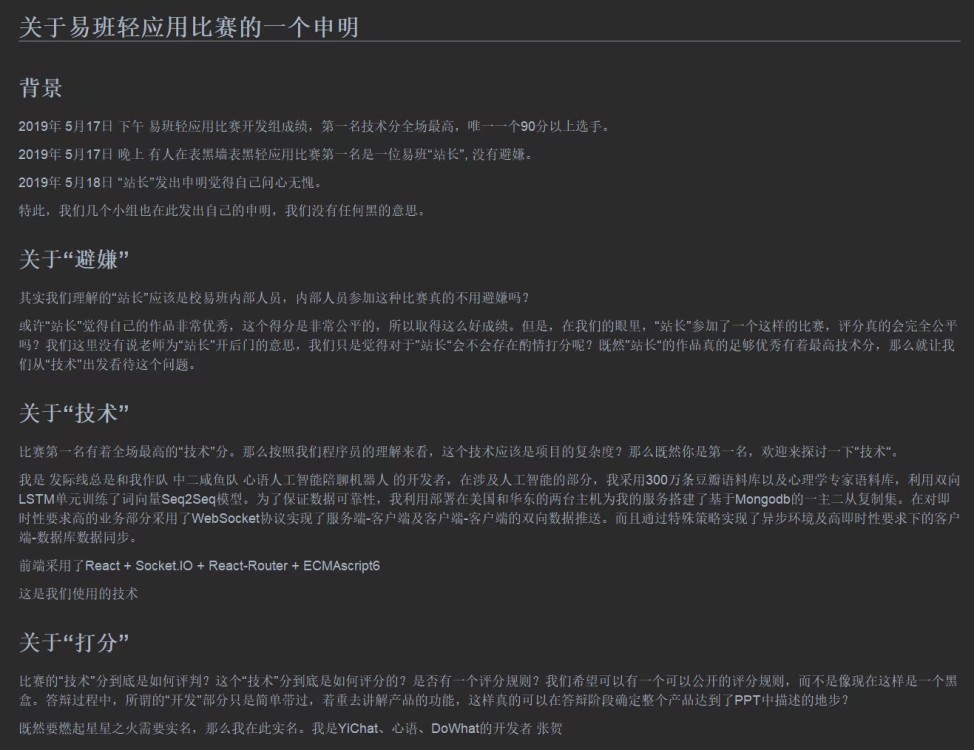 关于易班轻应用比赛的一个申明
背景
2019年 5月17日 下午 易班轻应用比赛开发组成绩，第一名技术分全场最高，唯一一个90分以上选手。
2019年 5月17日 晚上 有人在表黑墙表黑轻应用比赛第一名是一位易班“站长”, 没有避嫌。
2019年 5月18日 “站长”发出申明觉得自己问心无愧。
特此，我们几个小组也在此发出自己的申明，我们没有任何黑的意思。
关于“避嫌”
其实我们理解的“站长”应该是校易班内部人员，内部人员参加这种比赛真的不用避嫌吗？
或许“站长”觉得自己的作品非常优秀，这个得分是非常公平的，所以取得这么好成绩。但是，在我们的眼里，“站长”参加了一个这样的比赛，评分真的会完全公平
吗？我们这里没有说老师为“站长”开后门的意思，我们只是觉得对于”站长“会不会存在酌情打分呢？既然”站长“的作品真的足够优秀有着最高技术分，那么就让我
们从“技术”出发看待这个问题。
关于“技术”
比赛第一名有着全场最高的“技术”分。那么按照我们程序员的理解来看，这个技术应该是项目的复杂度？那么既然你是第一名，欢迎来探讨一下“技术“。
我是 发际线总是和我作队 中二咸鱼队 心语人工智能陪聊机器人 的开发者，在涉及人工智能的部分，我采用300万条豆瓣语料库以及心理学专家语料库，利用双向
LSTM单元训练了词向量Seq2Seq模型。为了保证数据可靠性，我利用部署在美国和华东的两台主机为我的服务搭建了基于Mongodb的一主二从复制集。在对即
时性要求高的业务部分采用了WebSocket协议实现了服务端-客户端及客户端-客户端的双向数据推送。而且通过特殊策略实现了异步环境及高即时性要求下的客户
端-数据库数据同步。
前端采用了React + Socket.IO + React-Router + ECMAscript6
这是我们使用的技术
关于“打分”
比赛的“技术”分到底是如何评判？这个“技术”分到底是如何评分的？是否有一个评分规则？我们希望可以有一个可以公开的评分规则，而不是像现在这样是一个黑
盒。答辩过程中，所谓的“开发”部分只是简单带过，着重去讲解产品的功能，这样真的可以在答辩阶段确定整个产品达到了PPT中描述的地步？
既然要燃起星星之火需要实名，那么我在此实名。我是YiChat、心语、DoWhat的开发者 张贺